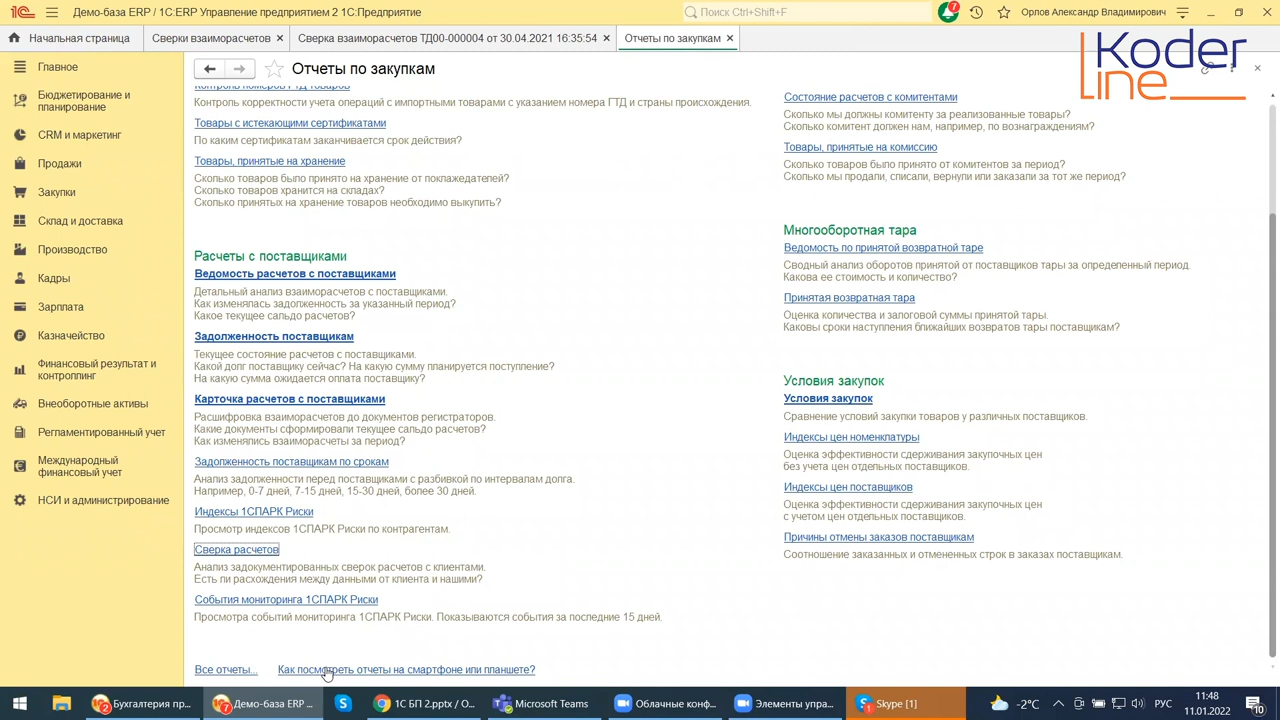 Демо-база ERP / 1С:ERP Управление предприятием 2 1С:Предприятие
Поиск Ctrl+Shift+F
7
Орлов Александр Владимирович
Начальная страница
Сверки взаиморасчетов ×
Сверка взаиморасчетов ТД00-000004 от 30.04.2021 16:35:54 ×
Отчеты по закупкам ×
Koder
line
Главное
Бюджетирование и
планирование
CRM и маркетинг
Продажи
Закупки
Склад и доставка
Производство
Кадры
Зарплата
Казначейство
Финансовый результат и
контроллинг
Внеоборотные активы
Регламентированный учет
Международный
финансовый учет
НСИ и администрирование
Отчеты по закупкам
Контроль номеров ГТД товаров
Контроль корректности учета операций с импортными товарами с указанием номера ГТД и страны происхождения.
Товары с истекающими сертификатами
По каким сертификатам заканчивается срок действия?
Товары, принятые на хранение
Сколько товаров было принято на хранение от поклажедателей?
Сколько товаров хранится на складах?
Сколько принятых на хранение товаров необходимо выкупить?
Расчеты с поставщиками
Ведомость расчетов с поставщиками
Детальный анализ взаиморасчетов с поставщиками.
Как изменялась задолженность за указанный период?
Какое текущее сальдо расчетов?
Задолженность поставщикам
Текущее состояние расчетов с поставщиками.
Какой долг поставщику сейчас? На какую сумму планируется поступление?
На какую сумма ожидается оплата поставщику?
Карточка расчетов с поставщиками
Расшифровка взаиморасчетов до документов регистраторов.
Какие документы сформировали текущее сальдо расчетов?
Как изменялись взаиморасчеты за период?
Задолженность поставщикам по срокам
Анализ задолженности перед поставщиками с разбивкой по интервалам долга.
Например, 0-7 дней, 7-15 дней, 15-30 дней, более 30 дней.
Индексы 1СПАРК Риски
Просмотр индексов 1СПАРК Риски по контрагентам.
Сверка расчетов
Анализ задокументированных сверок расчетов с клиентами.
Есть ли расхождения между данными от клиента и нашими?
События мониторинга 1СПАРК Риски
Просмотра событий мониторинга 1СПАРК Риски. Показываются события за последние 15 дней.
Все отчеты...
Как посмотреть отчеты на смартфоне или планшете?
Состояние расчетов с комитентами
Сколько мы должны комитенту за реализованные товары?
Сколько комитент должен нам, например, по вознаграждениям?
Товары, принятые на комиссию
Сколько товаров было принято от комитентов за период?
Сколько мы продали, списали, вернули или заказали за тот же период?
Многооборотная тара
Ведомость по принятой возвратной таре
Сводный анализ оборотов принятой от поставщиков тары за определенный период.
Какова ее стоимость и количество?
Принятая возвратная тара
Оценка количества и залоговой суммы принятой тары.
Каковы сроки наступления ближайших возвратов тары поставщикам?
Условия закупок
Условия закупок
Сравнение условий закупки товаров у различных поставщиков.
Индексы цен номенклатуры
Оценка эффективности сдерживания закупочных цен
без учета цен отдельных поставщиков.
Индексы цен поставщиков
Оценка эффективности сдерживания закупочных цен
с учетом цен отдельных поставщиков.
Причины отмены заказов поставщикам
Соотношение заказанных и отмененных строк в заказах поставщикам.
2
Бухгалтерия пр...
7
Демо-база ERP ...
1С БП 2.pptx / O...
Microsoft Teams
Облачные конф...
Элементы упра...
1
Skype [1]
-2°C
РУС
11:48
11.01.2022
10